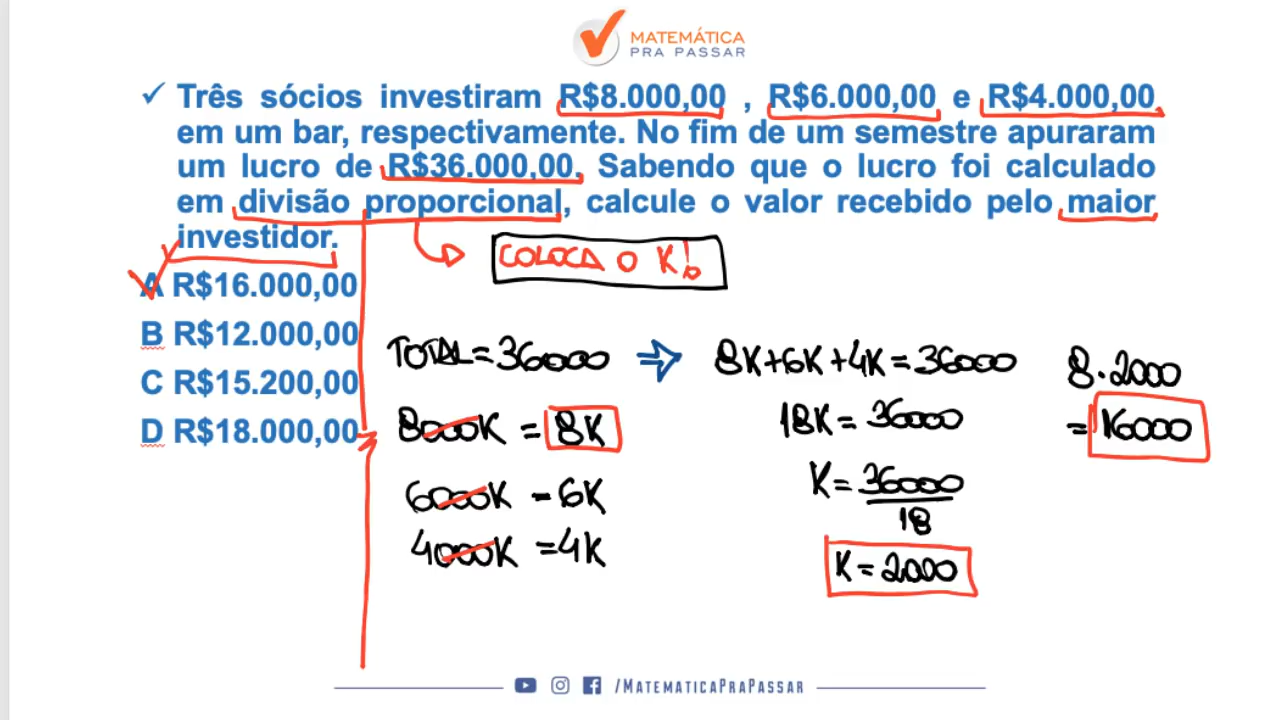 MATEMÁTICA
PRA PASSAR
✓ Três sócios investiram R$8.000,00 , R$6.000,00 e R$4.000,00,
em um bar, respectivamente. No fim de um semestre apuraram
um lucro de R$36.000,00. Sabendo que o lucro foi calculado
em divisão proporcional, calcule o valor recebido pelo maior
investidor.
COLOCA O K!
A R$16.000,00
B R$12.000,00
C R$15.200,00
D R$18.000,00
TOTAL = 36000 ⇒ 8K+6K+4K = 36000
8000K = 8K
6000K = 6K
4000K = 4K
18K = 36000
K = 36000
18
K = 2000
8·2000
= 16000
/MATEMATICAPRAPASSAR